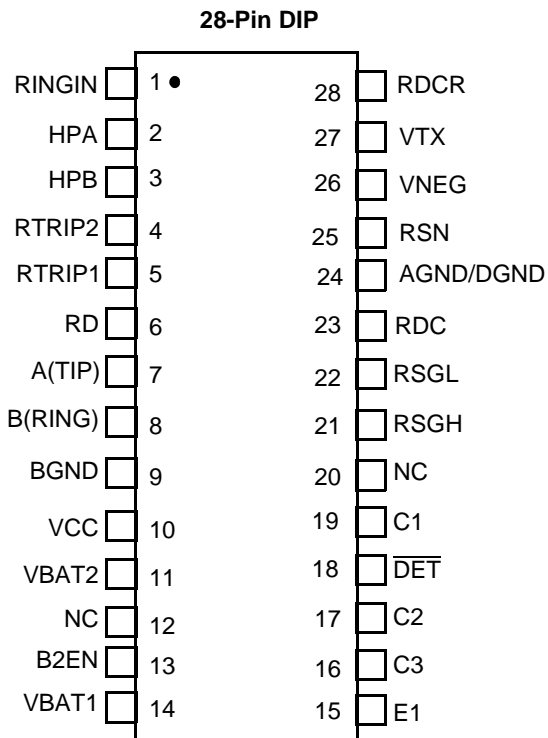 28-Pin DIP
RINGIN 1 28 RDCR
HPA 2 27 VTX
HPB 3 26 VNEG
RTRIP2 4 25 RSN
RTRIP1 5 24 AGND/DGND
RD 6 23 RDC
A(TIP) 7 22 RSGL
B(RING) 8 21 RSGH
BGND 9 20 NC
VCC 10 19 C1
VBAT2 11 18 D̅E̅T̅
NC 12 17 C2
B2EN 13 16 C3
VBAT1 14 15 E1